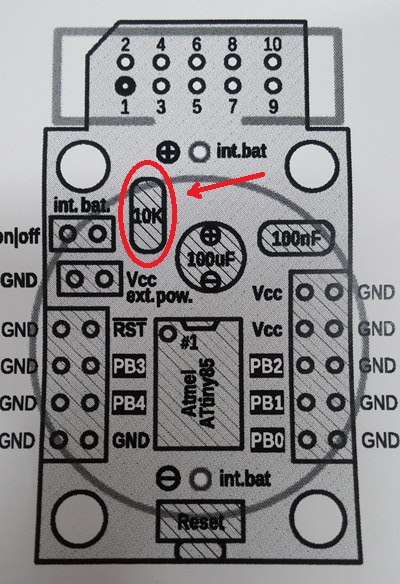 2 4 6 8 10
1 3 5 7 9
int.bat
int. bat.
10K
on|off
100nF
100uF
GND
Vcc
ext.pow.
Vcc GND
GND RST
#1
Vcc GND
GND PB3
Atmel
ATtiny85
PB2 GND
GND PB4
PB1 GND
GND GND
PB0 GND
int.bat
Reset